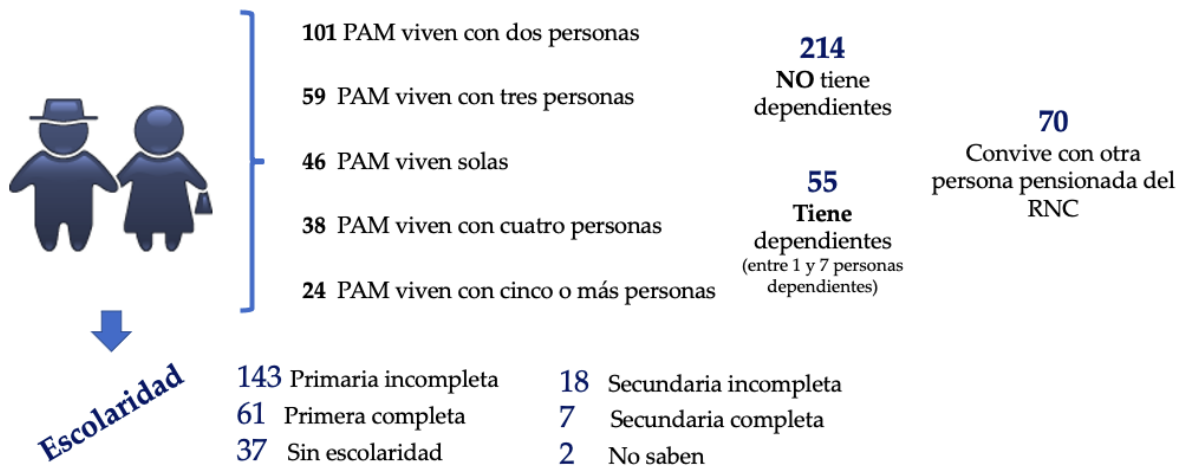 101 PAM viven con dos personas
59 PAM viven con tres personas
46 PAM viven solas
38 PAM viven con cuatro personas
24 PAM viven con cinco o más personas
214
NO tiene
dependientes
55
Tiene
dependientes
(entre 1 y 7 personas
dependientes)
70
Convive con otra
persona pensionada del
RNC
Escolaridad
143 Primaria incompleta
61 Primera completa
37 Sin escolaridad
18 Secundaria incompleta
7 Secundaria completa
2 No saben